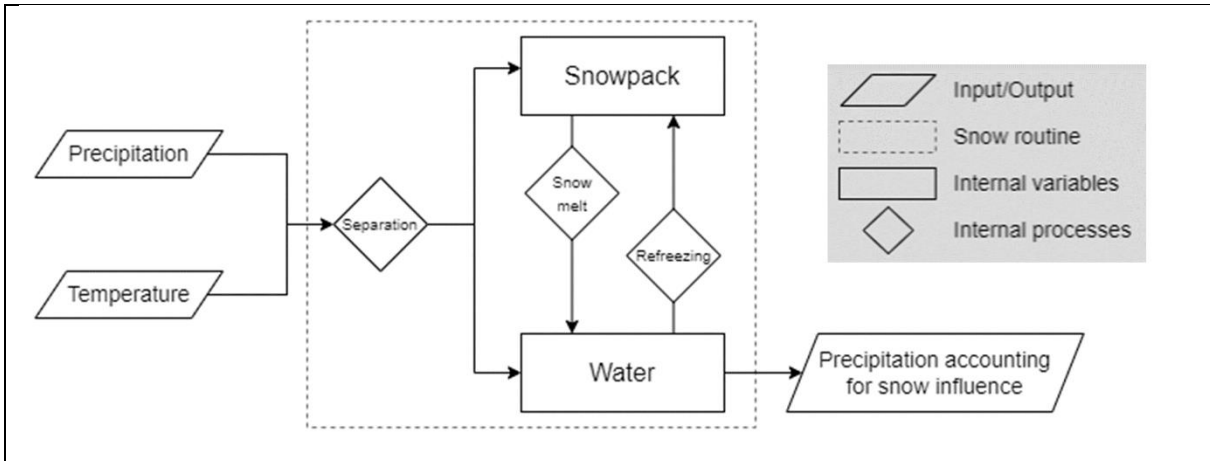 Precipitation
Temperature
Separation
Snowpack
Snow
melt
Refreezing
Water
Precipitation accounting
for snow influence
Input/Output
Snow routine
Internal variables
Internal processes